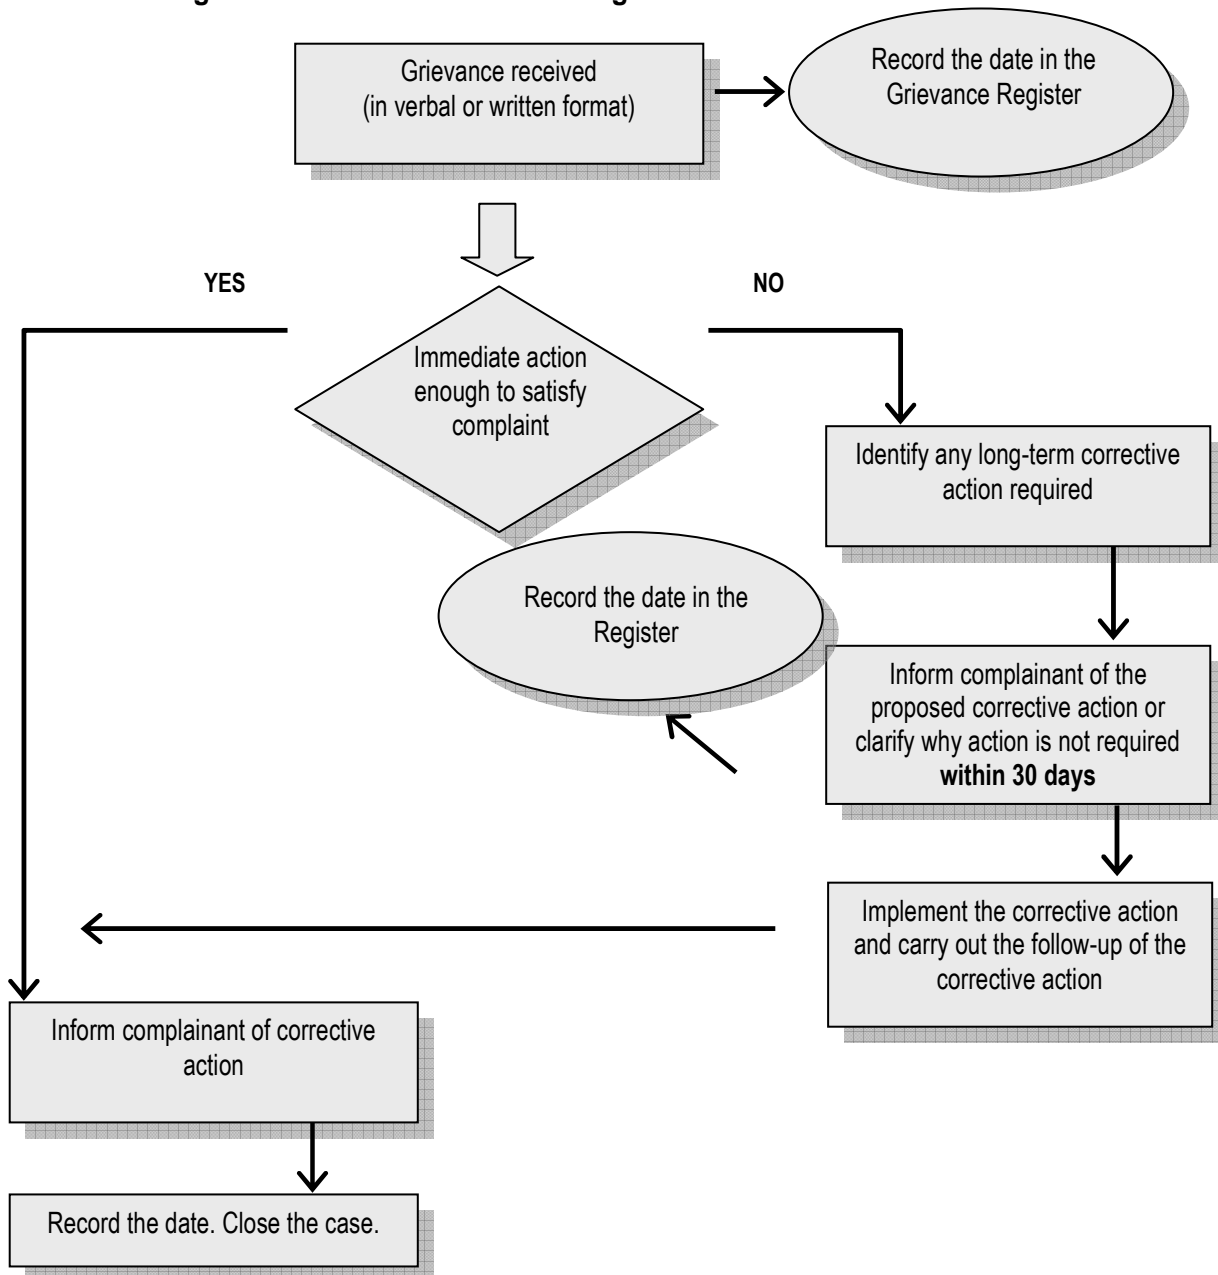 Grievance received
(in verbal or written format)
Record the date in the
Grievance Register
YES
NO
Immediate action
enough to satisfy
complaint
Identify any long-term corrective
action required
Record the date in the
Register
Inform complainant of the
proposed corrective action or
clarify why action is not required
within 30 days
Implement the corrective action
and carry out the follow-up of the
corrective action
Inform complainant of corrective
action
Record the date. Close the case.